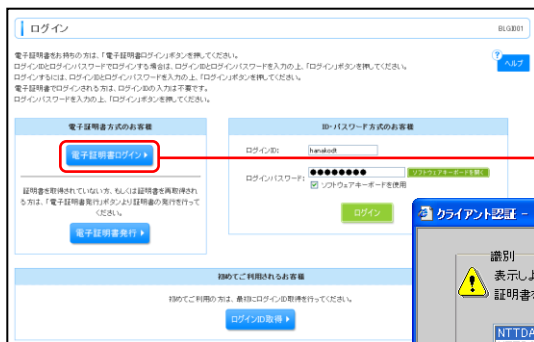 ログイン
BLGI001
電子証明書をお持ちの方は、「電子証明書ログイン」ボタンを押してください。
ログインIDとログインパスワードでログインする場合は、ログインIDとログインパスワードを入力の上、「ログイン」ボタンを押してください。
ログインするには、ログインIDとログインパスワードを入力の上、「ログイン」ボタンを押してください。
電子証明書でログインされる方は、ログインIDの入力は不要です。
ログインパスワードを入力の上、「ログイン」ボタンを押してください。
? ヘルプ
電子証明書方式のお客様
電子証明書ログイン
証明書を取得されていない方、もしくは証明書を再取得され
る方は、「電子証明書発行」ボタンより証明書の発行を行って
ください。
電子証明書発行
ID・パスワード方式のお客様
ログインID:
hanakodt
ログインパスワード:
ソフトウェアキーボードを開く
ソフトウェアキーボードを使用
ログイン
初めてご利用されるお客様
初めてご利用の方は、最初にログインID取得を行ってください。
ログインID取得
クライアント認証 -
識別
表示しよ
証明書を
NTTDA